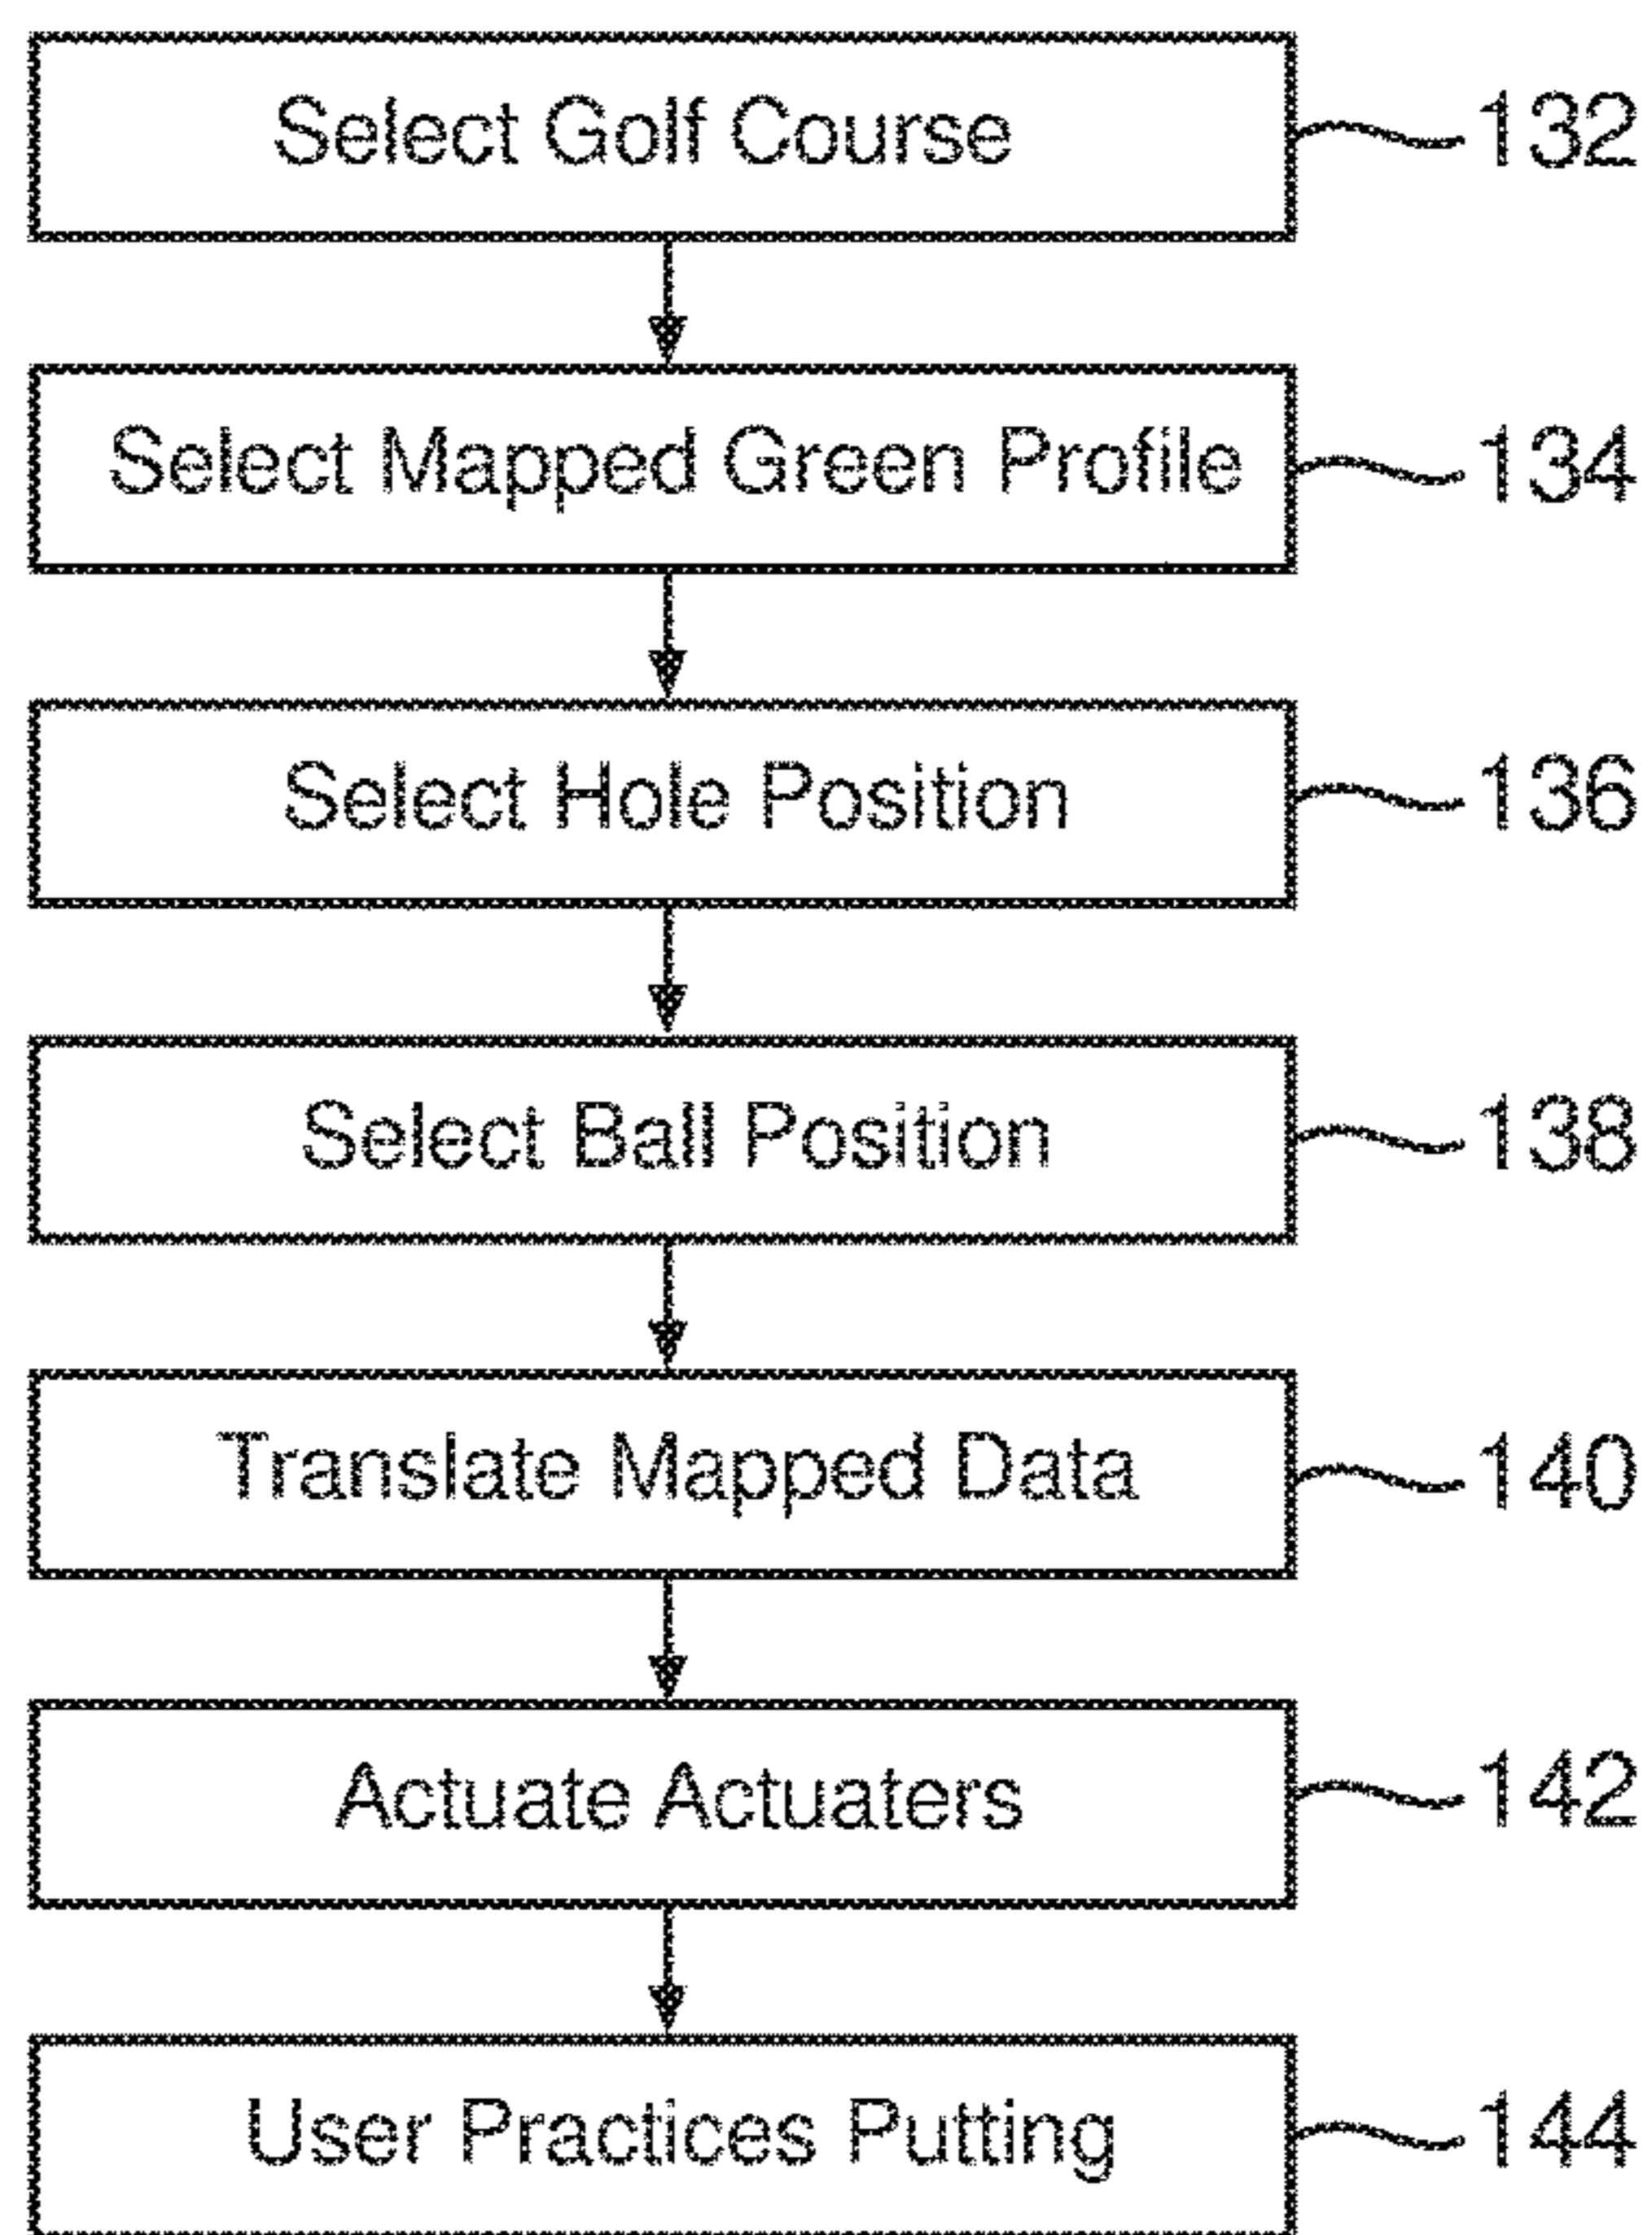 Select Golf Course 132
Select Mapped Green Profile 134
Select Hole Position 136
Select Ball Position 138
Translate Mapped Data 140
Actuate Actuaters 142
User Practices Putting 144